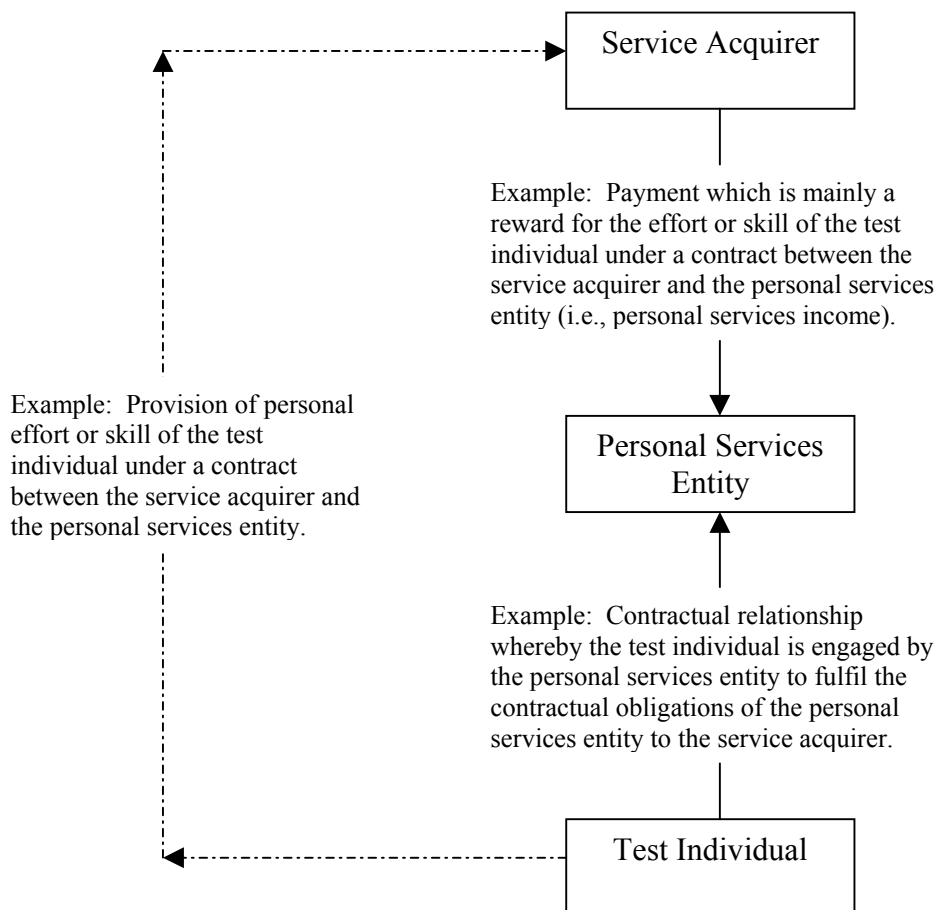 Service Acquirer
Example:  Payment which is mainly a
reward for the effort or skill of the test
individual under a contract between the
service acquirer and the personal services
entity (i.e., personal services income).
Example:  Provision of personal
effort or skill of the test
individual under a contract
between the service acquirer and
the personal services entity.
Personal Services
Entity
Example:  Contractual relationship
whereby the test individual is engaged by
the personal services entity to fulfil the
contractual obligations of the personal
services entity to the service acquirer.
Test Individual